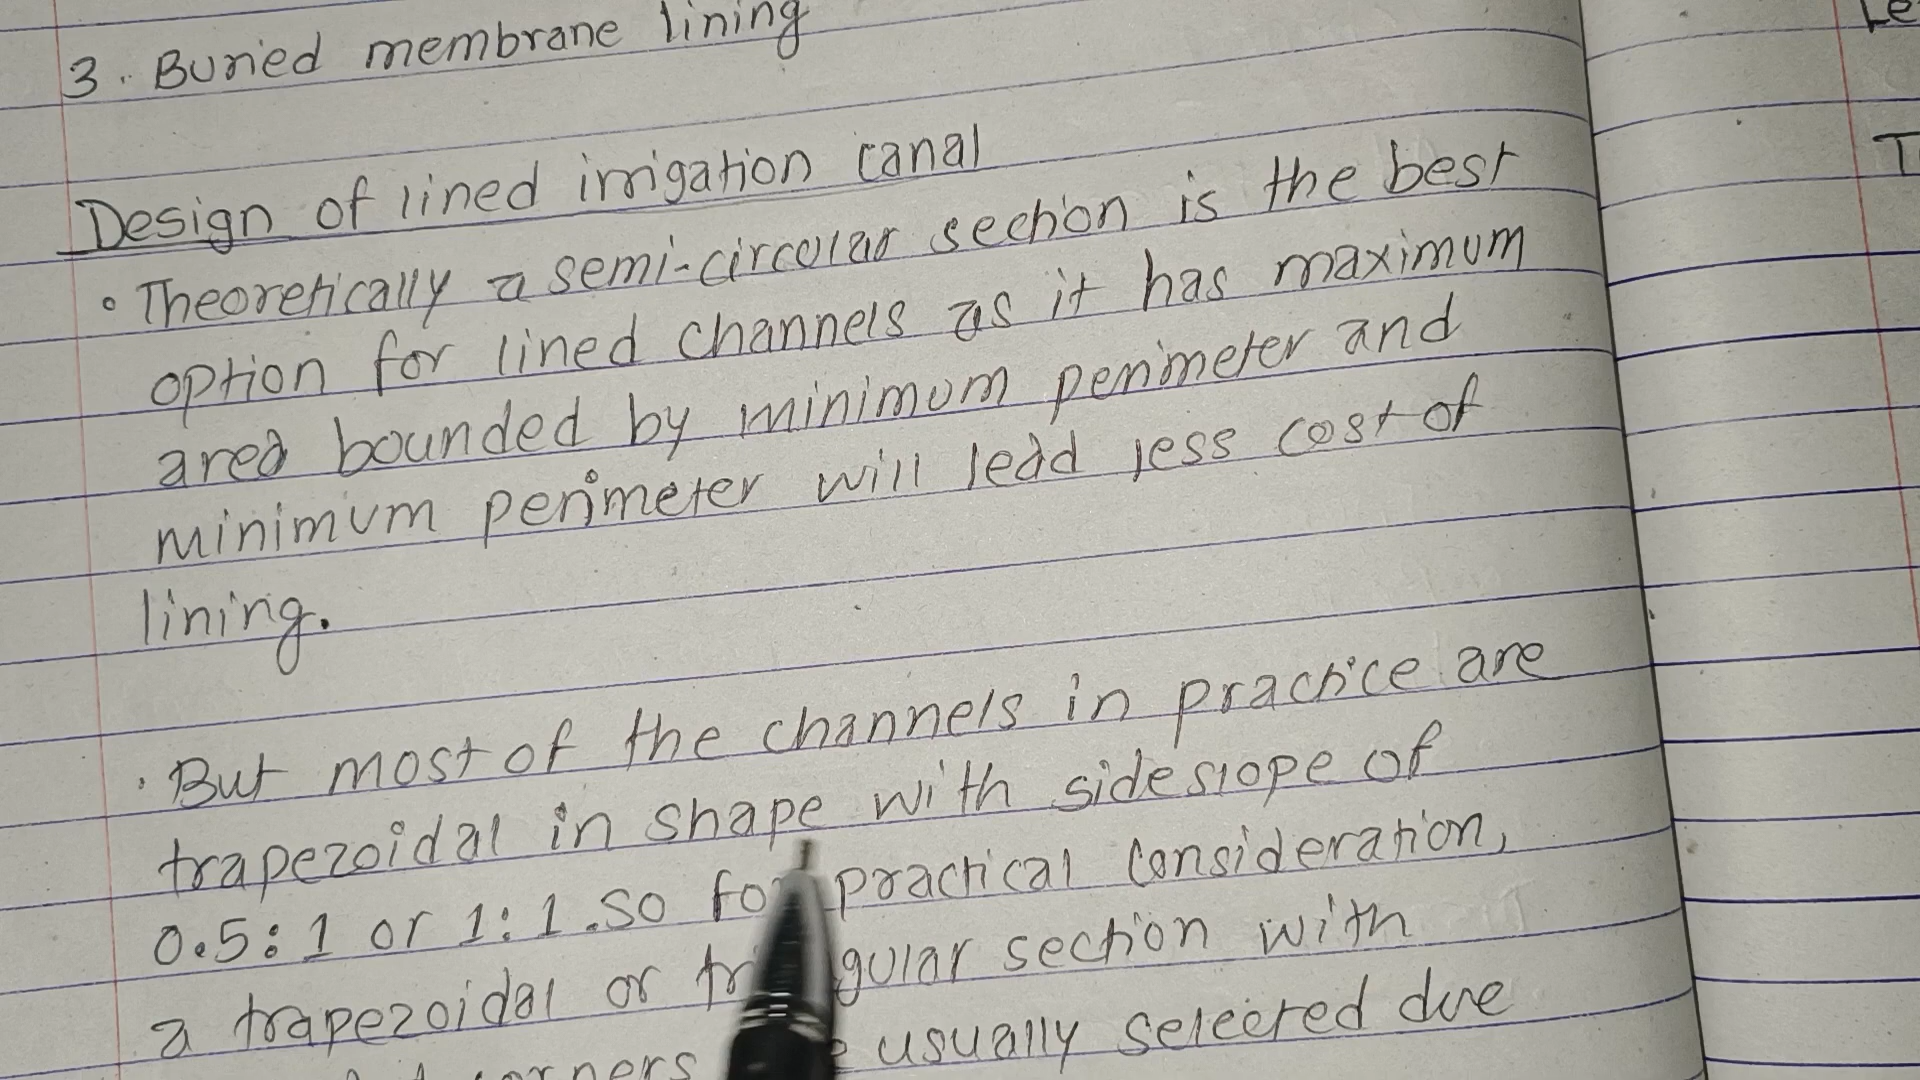 3. Buried membrane lining
Design of lined irrigation canal
• Theoretically a semi-circular section is the best
option for lined channels as it has maximum
area bounded by minimum perimeter and
minimum perimeter will lead less cost of
lining.
• But most of the channels in practice are
trapezoidal in shape with side slope of
0.5:1 or 1:1. So for practical consideration,
a trapezoidal or section with
corners usually selected due
Le